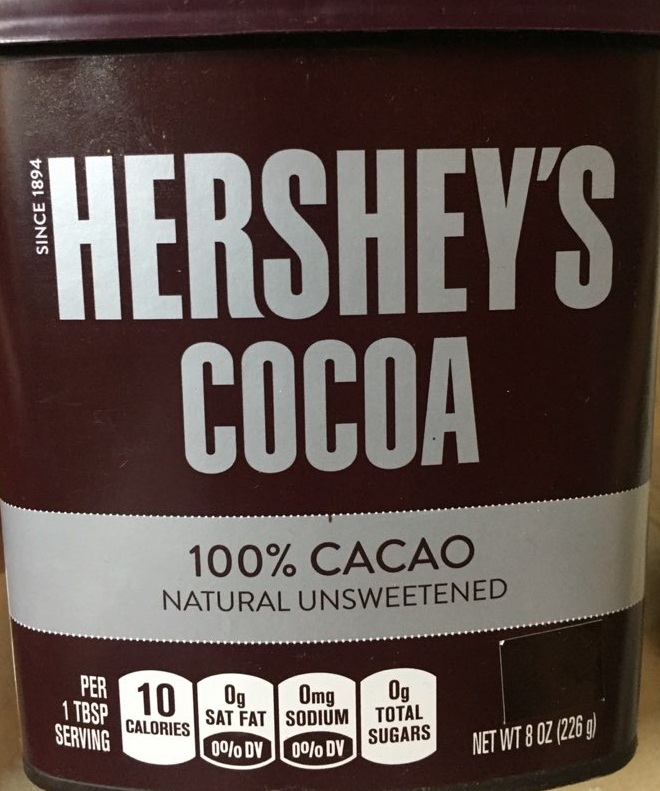 SINCE 1894
HERSHEY'S
COCOA
100% CACAO
NATURAL UNSWEETENED
PER
1 TBSP
SERVING
10
CALORIES
0g
SAT FAT
0% DV
0mg
SODIUM
0% DV
0g
TOTAL
SUGARS
NET WT 8 OZ (226 g)